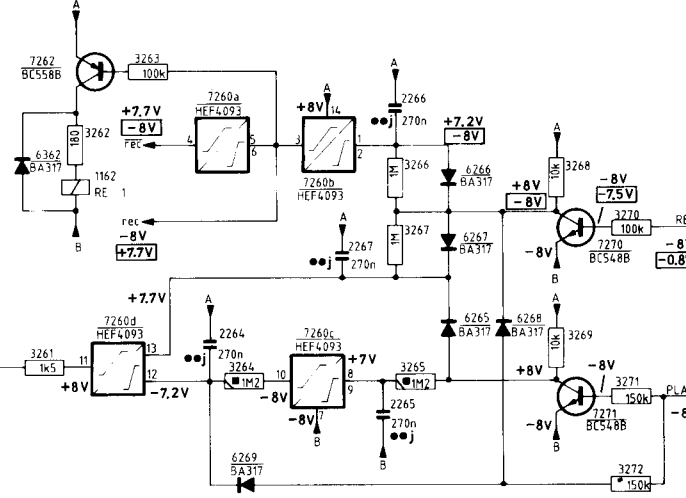 A
7262
BC558B
3263
100k
7260a
HEF4093
+8V
14
A
A
2266
270n
●●j
+7.2V
-8V
A
+7.7V
-8V
rec
4
5
6
3
1
2
180
3262
6362
BA317
1162
RE 1
7260b
HEF4093
1M
3266
6266
BA317
+8V
-8V
10k
3268
-8V
-7.5V
3270
100k
RE
rec
-8V
+7.7V
B
A
2267
270n
●●j
1M
3267
6267
BA317
-8V
7270
BC548B
-8
-0.8V
B
+7.7V
A
7260d
HEF4093
13
12
11
3261
1k5
+8V
-7.2V
2264
270n
●●j
3264
1M2
7260c
HEF4093
+7V
10
8
9
-8V
-8V
7
B
3265
1M2
2265
270n
●●j
B
6265
BA317
6268
BA317
A
10k
3269
+8V
-8V
3271
150k
PLA
-8
-8V
7271
BC548B
B
6269
BA317
3272
150k